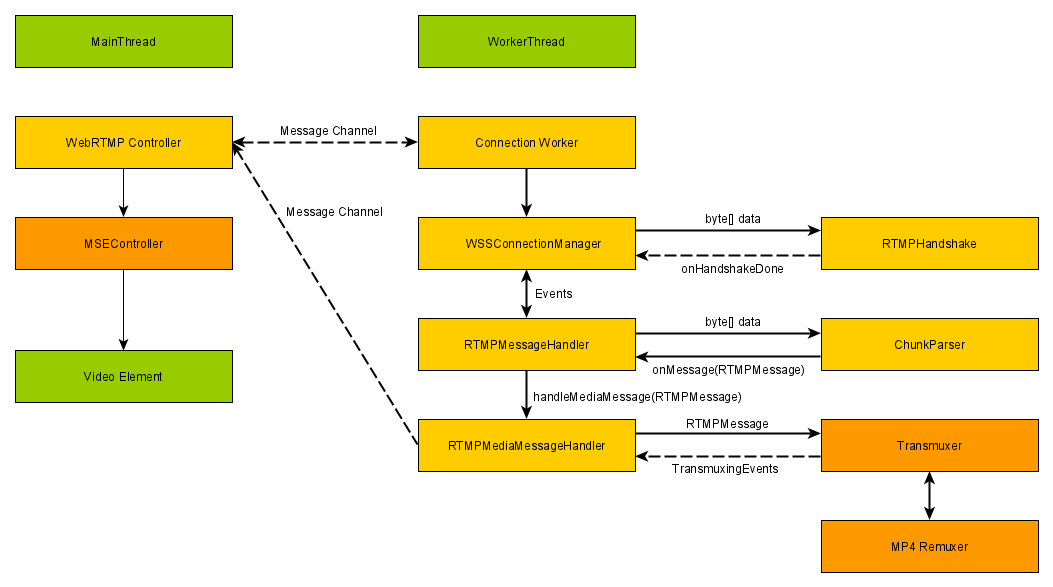 MainThread
WorkerThread
WebRTMP Controller
Message Channel
Connection Worker
Message Channel
MSEController
WSSConnectionManager
byte[] data
RTMPHandshake
onHandshakeDone
Events
RTMPMessageHandler
byte[] data
ChunkParser
onMessage(RTMPMessage)
Video Element
handleMediaMessage(RTMPMessage)
RTMPMediaMessageHandler
RTMPMessage
Transmuxer
TransmuxingEvents
MP4 Remuxer